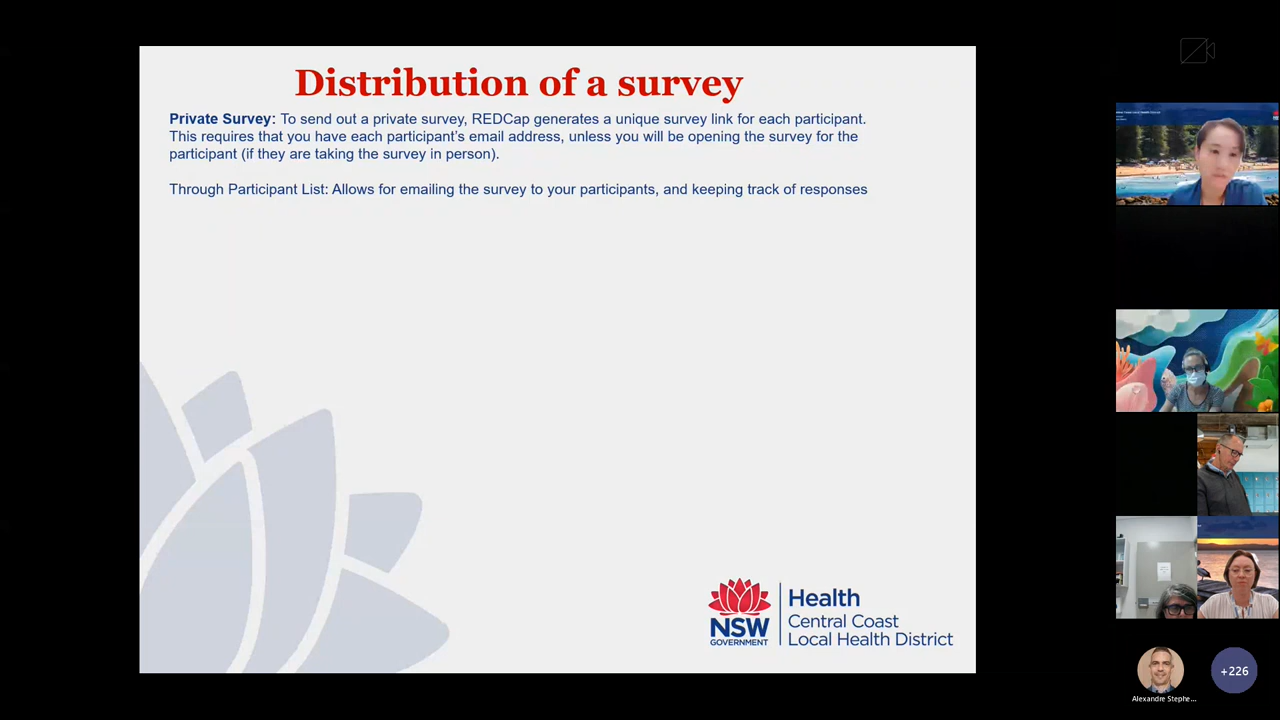 Distribution of a survey
Private Survey: To send out a private survey, REDCap generates a unique survey link for each participant.
This requires that you have each participant's email address, unless you will be opening the survey for the
participant (if they are taking the survey in person).
Through Participant List: Allows for emailing the survey to your participants, and keeping track of responses
NSW
GOVERNMENT
Health
Central Coast
Local Health District
+226
Alexandre Stephe...